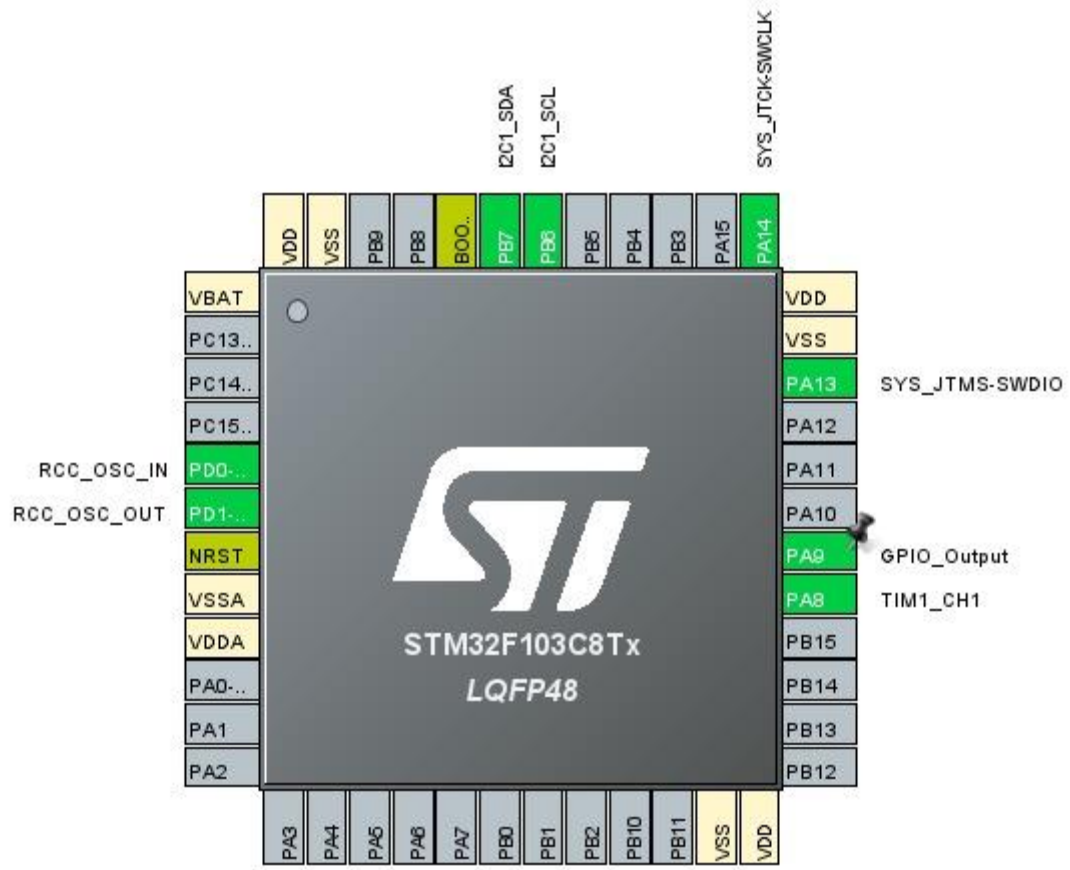 I2C1_SDA
I2C1_SCL
SYS_JTCK-SWCLK
VDD
VSS
PB9
PB8
BOO..
PB7
PB6
PB5
PB4
PB3
PA15
PA14
VBAT
PC13..
PC14..
PC15..
RCC_OSC_IN PD0-..
RCC_OSC_OUT PD1-..
NRST
VSSA
VDDA
PA0-..
PA1
PA2
VDD
VSS
PA13 SYS_JTMS-SWDIO
PA12
PA11
PA10
PA9 GPIO_Output
PA8 TIM1_CH1
PB15
PB14
PB13
PB12
ST
STM32F103C8Tx
LQFP48
PA3
PA4
PA5
PA6
PA7
PB0
PB1
PB2
PB10
PB11
VSS
VDD